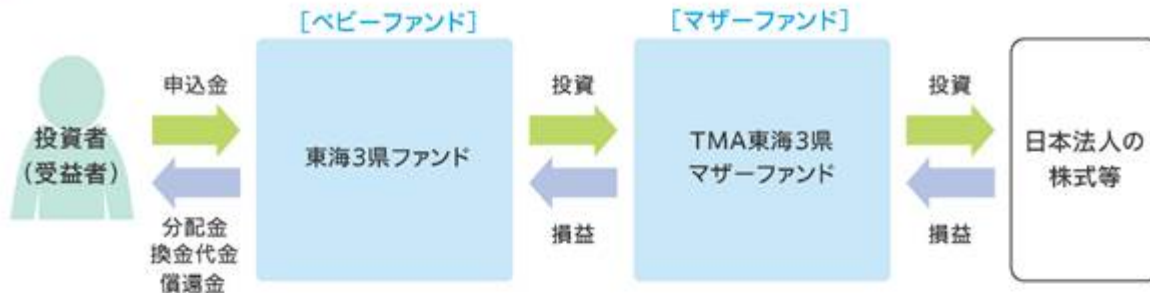 [ベビーファンド]
[マザーファンド]
申込金
投資
投資
投資者
(受益者)
東海3県ファンド
TMA東海3県
マザーファンド
日本法人の
株式等
分配金
換金代金
償還金
損益
損益